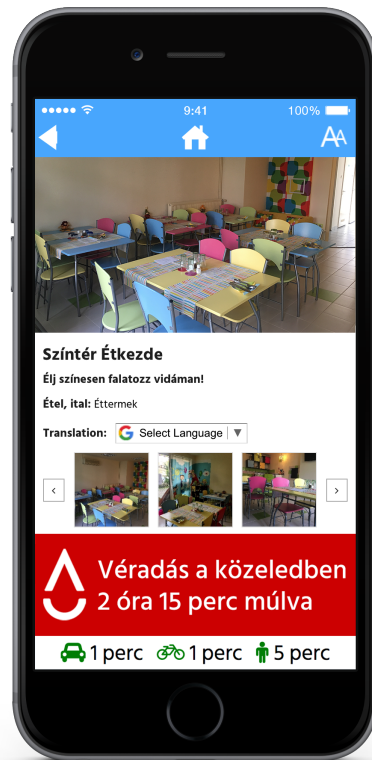 9:41
100%
AA
Színtér Étkezde
Élj színesen falatozz vidáman!
Étel, ital: Éttermek
Translation: G Select Language ▼
Véradás a közeledben
2 óra 15 perc múlva
1 perc 1 perc 5 perc